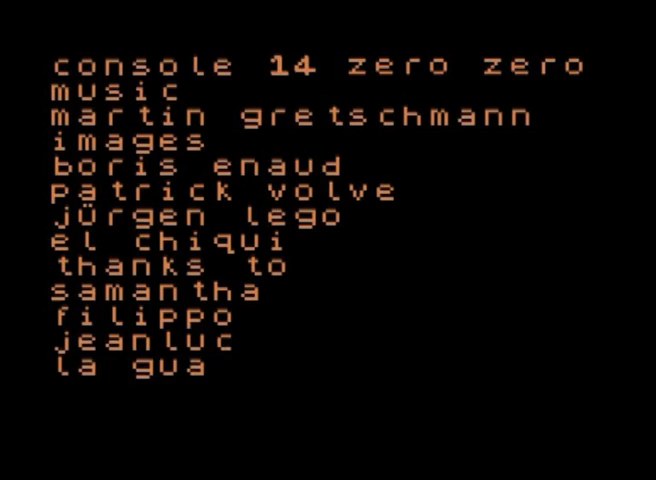 console 14 zero zero
music
martin gretschmann
images
boris enaud
patrick volve
jürgen lego
el chiqui
thanks to
samantha
filippo
jeanluc
la gua